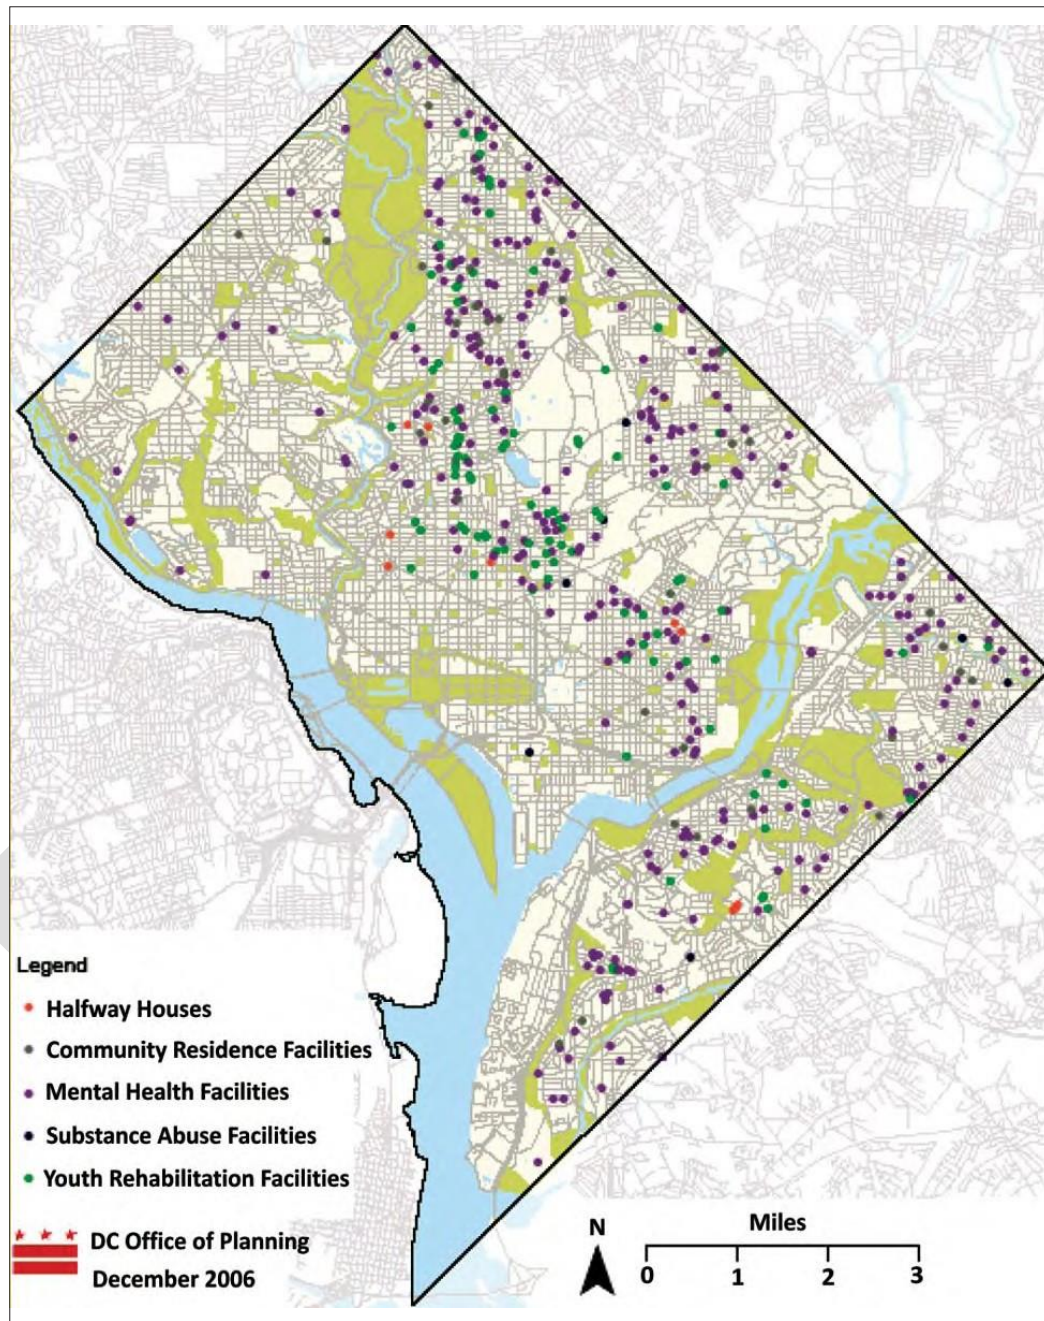 Legend
Halfway Houses
Community Residence Facilities
Mental Health Facilities
Substance Abuse Facilities
Youth Rehabilitation Facilities
DC Office of Planning
December 2006
N
Miles
0 1 2 3